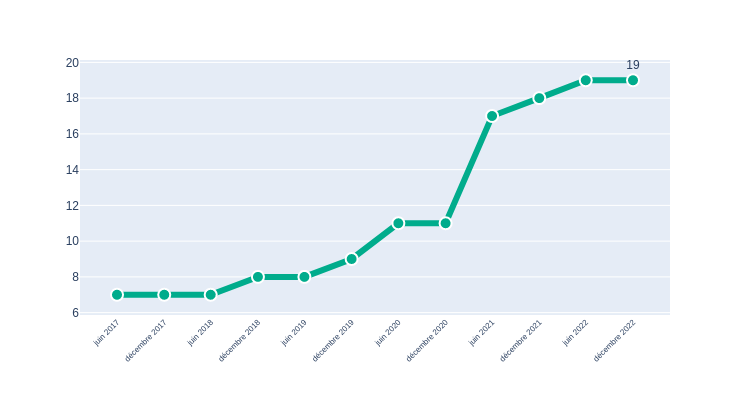 20
19
18
16
14
12
10
8
6
juin 2017
décembre 2017
juin 2018
décembre 2018
juin 2019
décembre 2019
juin 2020
décembre 2020
juin 2021
décembre 2021
juin 2022
décembre 2022